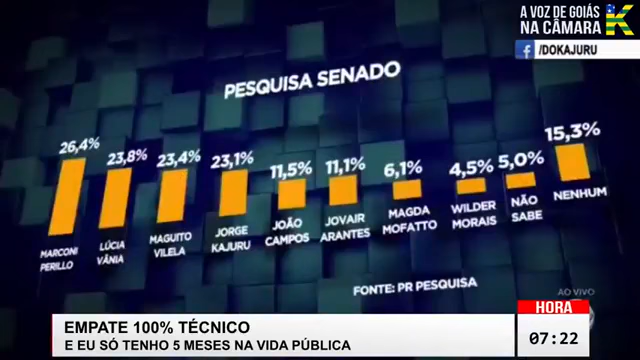 A VOZ DE GOIÁS
NA CÂMARA
K
f /DOKAJURU
PESQUISA SENADO
26,4%
23,8%
23,4%
23,1%
11,5%
11,1%
6,1%
4,5%
5,0%
15,3%
MARCONI
PERILLO
LÚCIA
VÂNIA
MAGUITO
VILELA
JORGE
KAJURU
JOÃO
CAMPOS
JOVAIR
ARANTES
MAGDA
MOFATTO
WILDER
MORAIS
NÃO
SABE
NENHUM
FONTE: PR PESQUISA
AO VIVO
HORA
07:22
EMPATE 100% TÉCNICO
E EU SÓ TENHO 5 MESES NA VIDA PÚBLICA